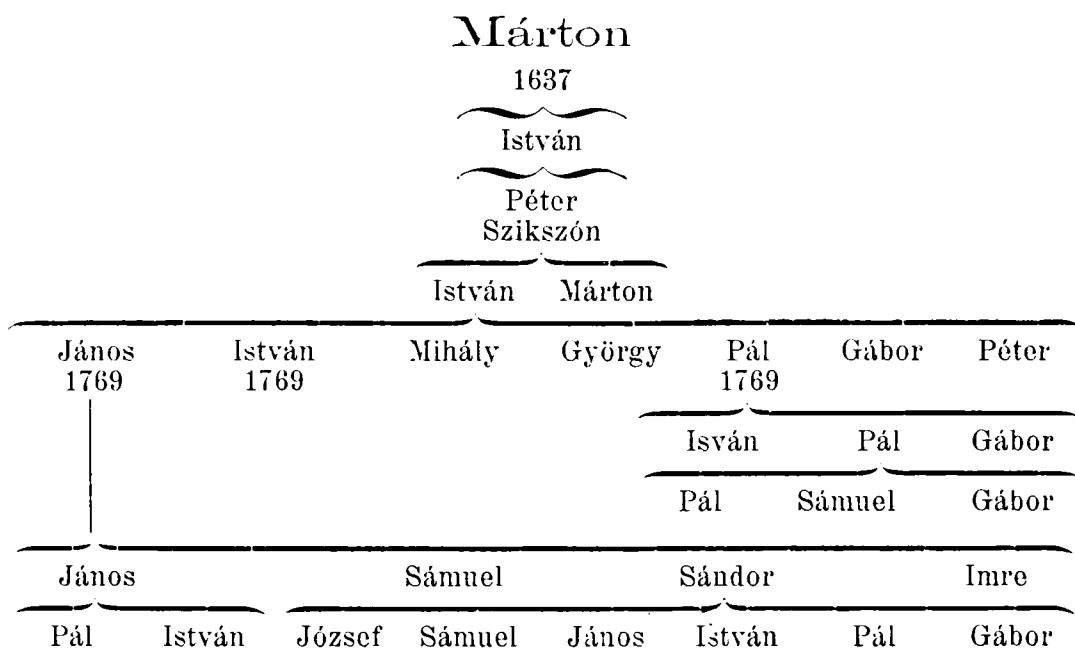 Márton
1637
István
Péter
Szikszón
István Márton
János István Mihály György Pál Gábor Péter
1769 1769 1769
Isván Pál Gábor
Pál Sámuel Gábor
János Sámuel Sándor Imre
Pál István József Sámuel János István Pál Gábor